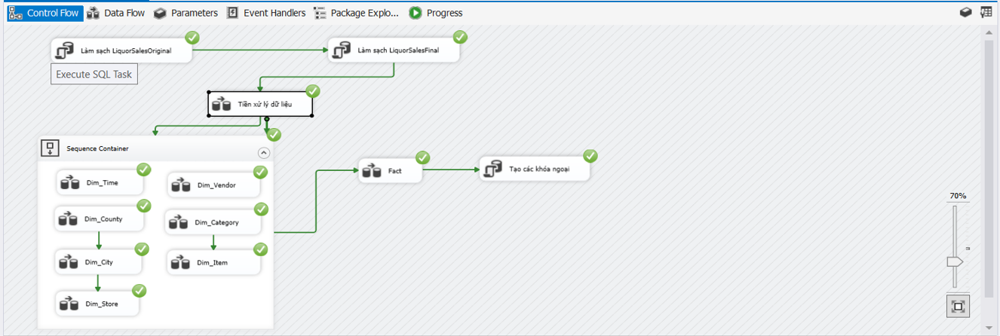 Control Flow
Data Flow
Parameters
Event Handlers
Package Explo...
Progress
Làm sạch LiquorSalesOriginal
Làm sạch LiquorSalesFinal
Execute SQL Task
Tiền xử lý dữ liệu
Sequence Container
Dim_Time
Dim_Vendor
Dim_County
Dim_Category
Dim_City
Dim_Item
Dim_Store
Fact
Tạo các khóa ngoại
70%